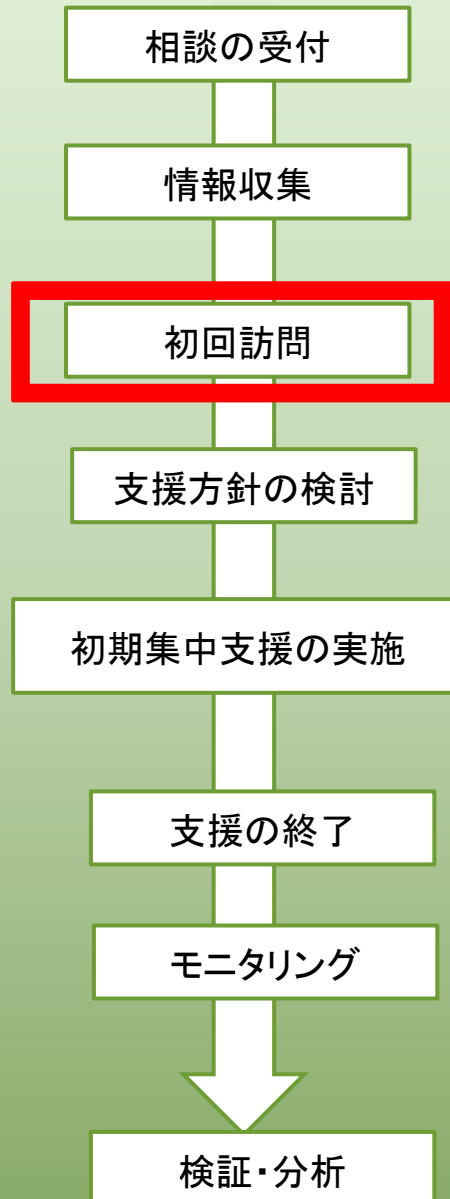 相談の受付
情報収集
初回訪問
支援方針の検討
初期集中支援の実施
支援の終了
モニタリング
検証・分析